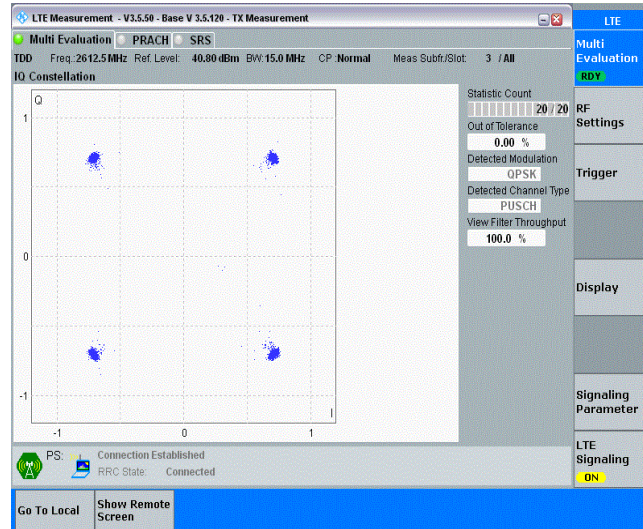 LTE Measurement - V3.5.50 - Base V 3.5.120 - TX Measurement
LTE
Multi Evaluation PRACH SRS
TDD Freq.:2612.5 MHz Ref. Level: 40.80 dBm BW:15.0 MHz CP :Normal Meas Subfr./Slot: 3 / All
IQ Constellation
Q
1
0
-1
-1 0 1
I
Statistic Count
20 / 20
Out of Tolerance
0.00 %
Detected Modulation
QPSK
Detected Channel Type
PUSCH
View Filter Throughput
100.0 %
PS: Connection Established
RRC State: Connected
Multi
Evaluation
RDY
RF
Settings
Trigger
Display
Signaling
Parameter
LTE
Signaling
ON
Go To Local
Show Remote
Screen